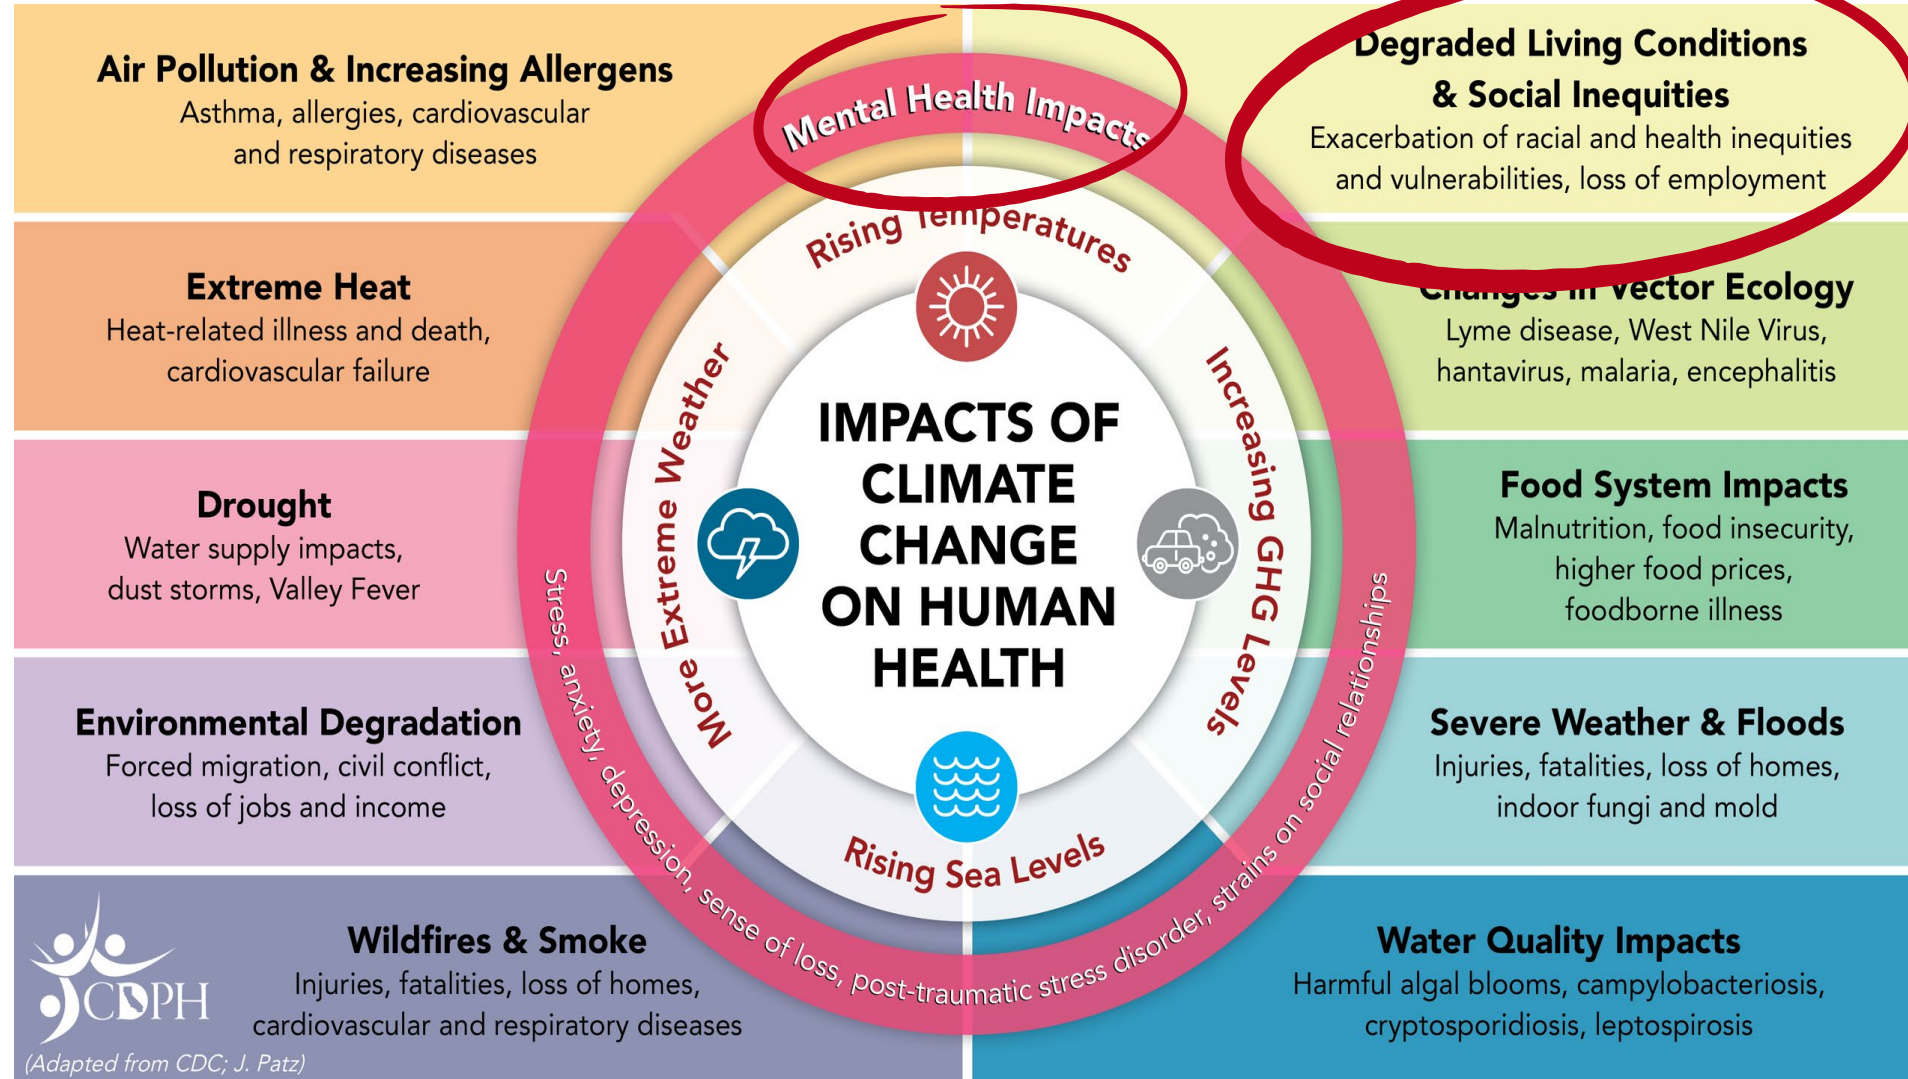 Air Pollution & Increasing Allergens
Asthma, allergies, cardiovascular
and respiratory diseases
Extreme Heat
Heat-related illness and death,
cardiovascular failure
Drought
Water supply impacts,
dust storms, Valley Fever
Environmental Degradation
Forced migration, civil conflict,
loss of jobs and income
Wildfires & Smoke
Injuries, fatalities, loss of homes,
cardiovascular and respiratory diseases
CDPH
(Adapted from CDC; J. Patz)
Mental Health Impacts
Stress, anxiety, depression, sense of loss, post-traumatic stress disorder, strains on social relationships
Rising Temperatures
More Extreme Weather
Increasing GHG Levels
Rising Sea Levels
IMPACTS OF
CLIMATE
CHANGE
ON HUMAN
HEALTH
Degraded Living Conditions
& Social Inequities
Exacerbation of racial and health inequities
and vulnerabilities, loss of employment
Changes in Vector Ecology
Lyme disease, West Nile Virus,
hantavirus, malaria, encephalitis
Food System Impacts
Malnutrition, food insecurity,
higher food prices,
foodborne illness
Severe Weather & Floods
Injuries, fatalities, loss of homes,
indoor fungi and mold
Water Quality Impacts
Harmful algal blooms, campylobacteriosis,
cryptosporidiosis, leptospirosis